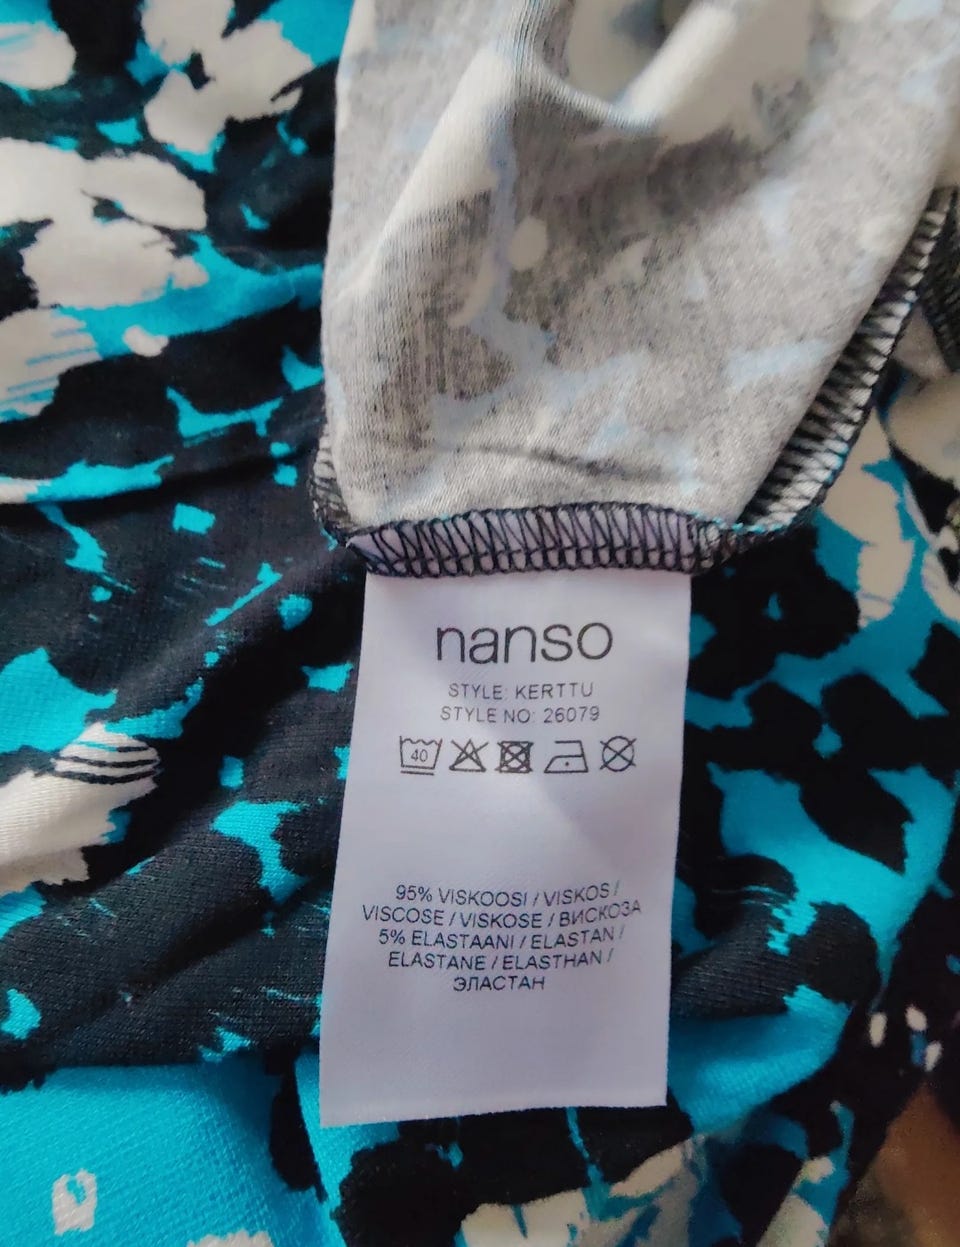 nanso
STYLE: KERTTU
STYLE NO: 26079
40
95% VISKOOSI / VISKOS /
VISCOSE / VISKOSE / ВИСКОЗА
5% ELASTAANI / ELASTAN /
ELASTANE / ELASTHAN /
ЭЛАСТАН